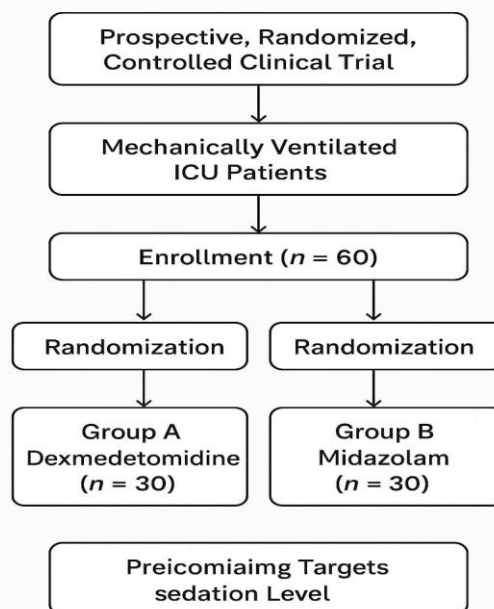 Prospective, Randomized,
Controlled Clinical Trial
Mechanically Ventilated
ICU Patients
Enrollment (n = 60)
Randomization
Randomization
Group A
Dexmedetomidine
(n = 30)
Group B
Midazolam
(n = 30)
Preicomiaimg Targets
sedation Level